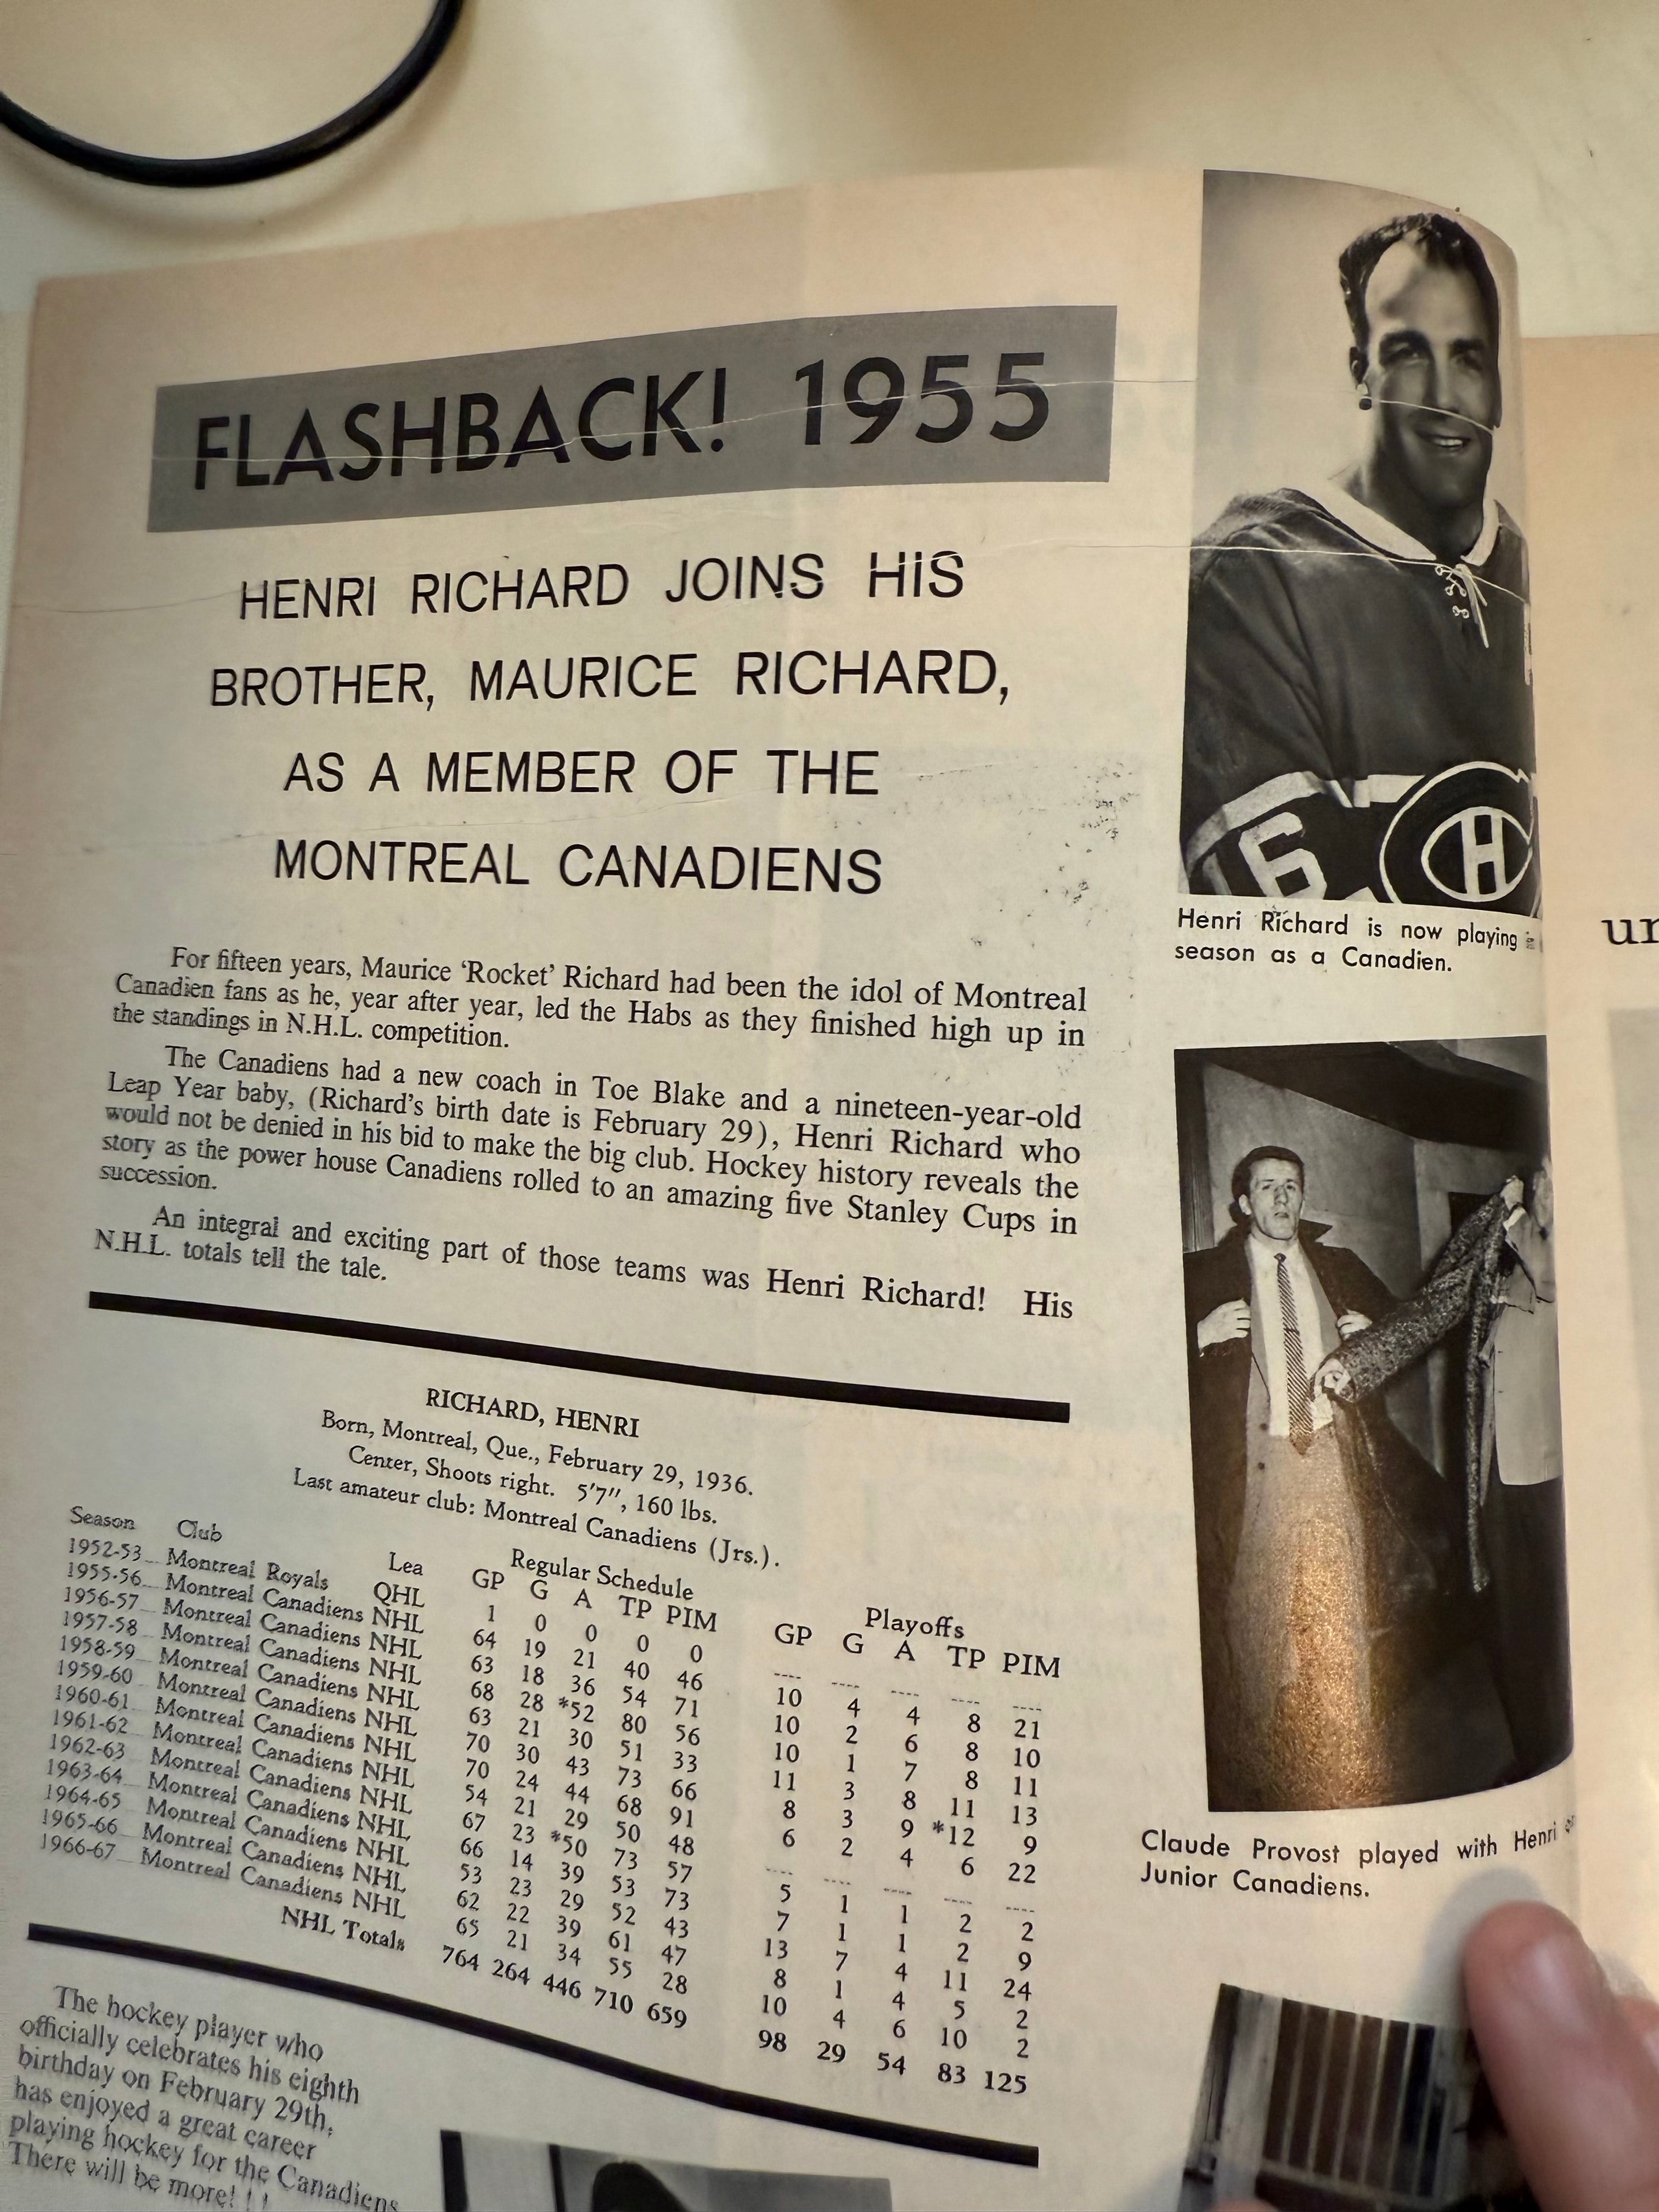 FLASHBACK! 1955
HENRI RICHARD JOINS HIS
BROTHER, MAURICE RICHARD,
AS A MEMBER OF THE
MONTREAL CANADIENS
For fifteen years, Maurice ‘Rocket’ Richard had been the idol of Montreal
Canadien fans as he, year after year, led the Habs as they finished high up in
the standings in N.H.L. competition.
The Canadiens had a new coach in Toe Blake and a nineteen-year-old
Leap Year baby, (Richard’s birth date is February 29), Henri Richard who
would not be denied in his bid to make the big club. Hockey history reveals the
story as the power house Canadiens rolled to an amazing five Stanley Cups in
succession.
An integral and exciting part of those teams was Henri Richard! His
N.H.L. totals tell the tale.
RICHARD, HENRI
Born, Montreal, Que., February 29, 1936.
Center, Shoots right. 5′7″, 160 lbs.
Last amateur club: Montreal Canadiens (Jrs.).
Regular Schedule Playoffs
Season Club Lea GP G A TP PIM GP G A TP PIM
1952-53 Montreal Royals QHL 1 0 0 0 0 ---- ---- ---- ---- ----
1955-56 Montreal Canadiens NHL 64 19 21 40 46 10 4 4 8 21
1956-57 Montreal Canadiens NHL 63 18 36 54 71 10 2 6 8 10
1957-58 Montreal Canadiens NHL 68 28 *52 80 56 10 1 7 8 11
1958-59 Montreal Canadiens NHL 63 21 30 51 33 11 3 8 11 13
1959-60 Montreal Canadiens NHL 70 30 43 73 66 8 3 9 *12 9
1960-61 Montreal Canadiens NHL 70 24 44 68 91 6 2 4 6 22
1961-62 Montreal Canadiens NHL 54 21 29 50 48 ---- ---- ---- ---- ----
1962-63 Montreal Canadiens NHL 67 23 *50 73 57 5 1 1 2 2
1963-64 Montreal Canadiens NHL 66 14 39 53 73 7 1 1 2 9
1964-65 Montreal Canadiens NHL 53 23 29 52 43 13 7 4 11 24
1965-66 Montreal Canadiens NHL 62 22 39 61 47 8 1 4 5 2
1966-67 Montreal Canadiens NHL 65 21 34 55 28 10 4 6 10 2
NHL Totals 764 264 446 710 659 98 29 54 83 125
The hockey player who
officially celebrates his eighth
birthday on February 29th,
has enjoyed a great career
playing hockey for the Canadiens
There will be more! ! !
6
CH
Henri Richard is now playing
season as a Canadien.
Claude Provost played with Henri
Junior Canadiens.